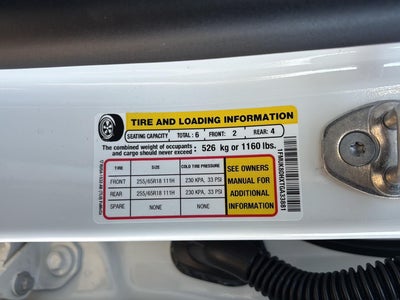 TIRE AND LOADING INFORMATION
SEATING CAPACITY TOTAL: 6 FRONT: 2 REAR: 4
The combined weight of occupants and cargo should never exceed: 526 kg or 1160 lbs.
TIRE SIZE COLD TIRE PRESSURE
FRONT 255/65R18 111H 230 KPA, 33 PSI
REAR 255/65R18 111H 230 KPA, 33 PSI
SPARE NONE NONE
SEE OWNERS
MANUAL FOR
ADDITIONAL
INFORMATION